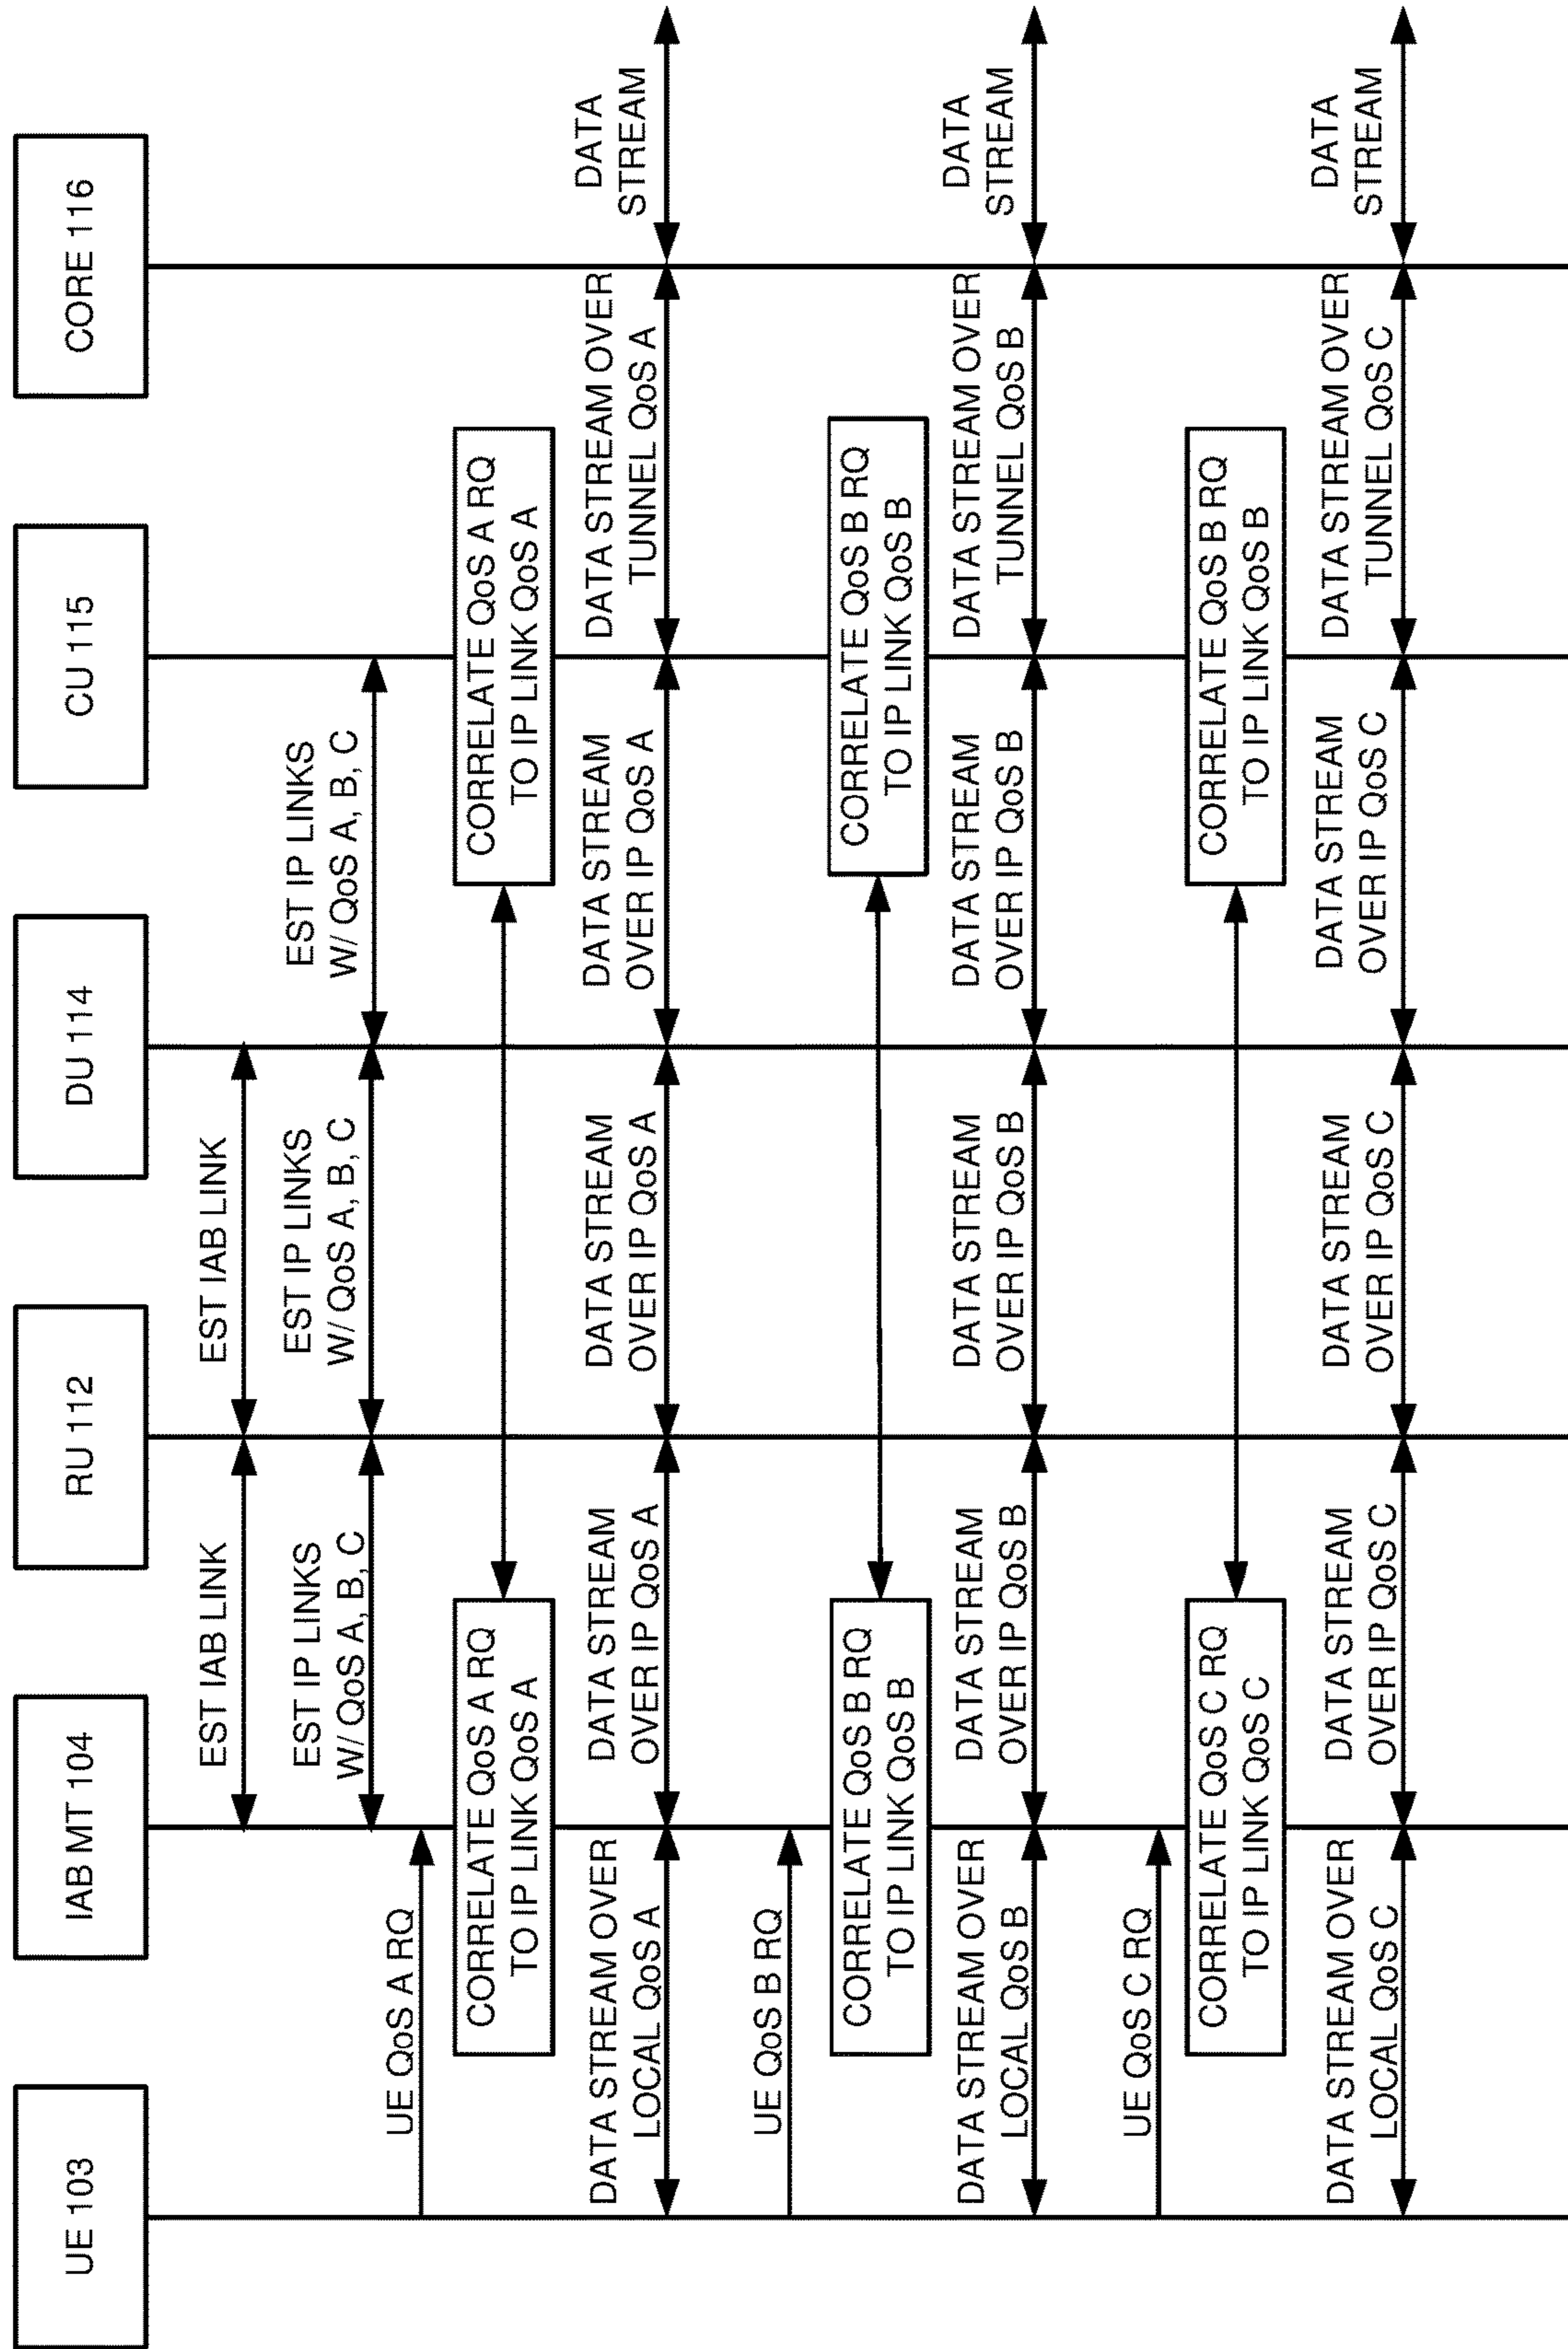 UE 103
IAB MT 104
RU 112
DU 114
CU 115
CORE 116
EST IAB LINK
EST IAB LINK
EST IP LINKS
W/ QoS A, B, C
EST IP LINKS
W/ QoS A, B, C
EST IP LINKS
W/ QoS A, B, C
UE QoS A RQ
CORRELATE QoS A RQ
TO IP LINK QoS A
CORRELATE QoS A RQ
TO IP LINK QoS A
DATA STREAM OVER
LOCAL QoS A
DATA STREAM
OVER IP QoS A
DATA STREAM
OVER IP QoS A
DATA STREAM
OVER IP QoS A
DATA STREAM OVER
TUNNEL QoS A
DATA
STREAM
UE QoS B RQ
CORRELATE QoS B RQ
TO IP LINK QoS B
CORRELATE QoS B RQ
TO IP LINK QoS B
DATA STREAM OVER
LOCAL QoS B
DATA STREAM
OVER IP QoS B
DATA STREAM
OVER IP QoS B
DATA STREAM
OVER IP QoS B
DATA STREAM OVER
TUNNEL QoS B
DATA
STREAM
UE QoS C RQ
CORRELATE QoS C RQ
TO IP LINK QoS C
CORRELATE QoS B RQ
TO IP LINK QoS B
DATA STREAM OVER
LOCAL QoS C
DATA STREAM
OVER IP QoS C
DATA STREAM
OVER IP QoS C
DATA STREAM
OVER IP QoS C
DATA STREAM OVER
TUNNEL QoS C
DATA
STREAM